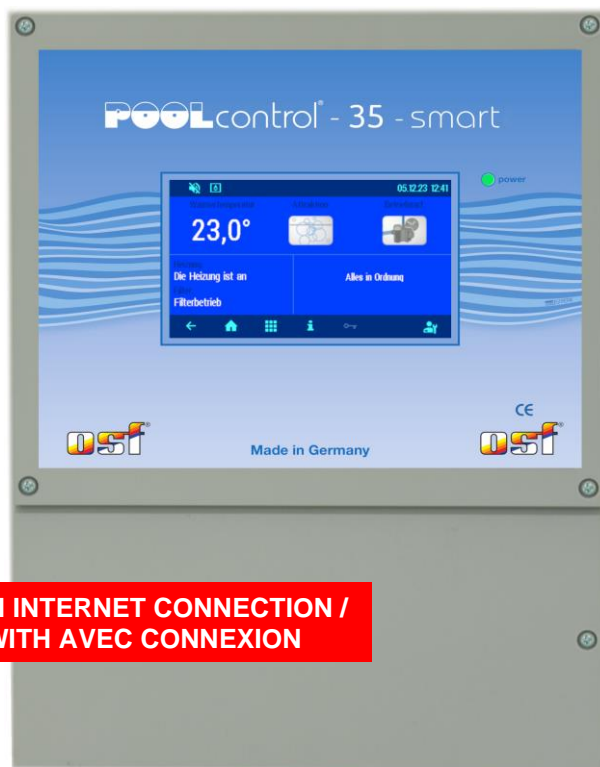 POOLcontrol® - 35 - smart
power
05.12.23 12:41
23,0°
Die Heizung ist an
Alles in Ordnung
Filterbetrieb
i
CE
osf®
osf®
Made in Germany
INTERNET CONNECTION /
WITH AVEC CONNEXION